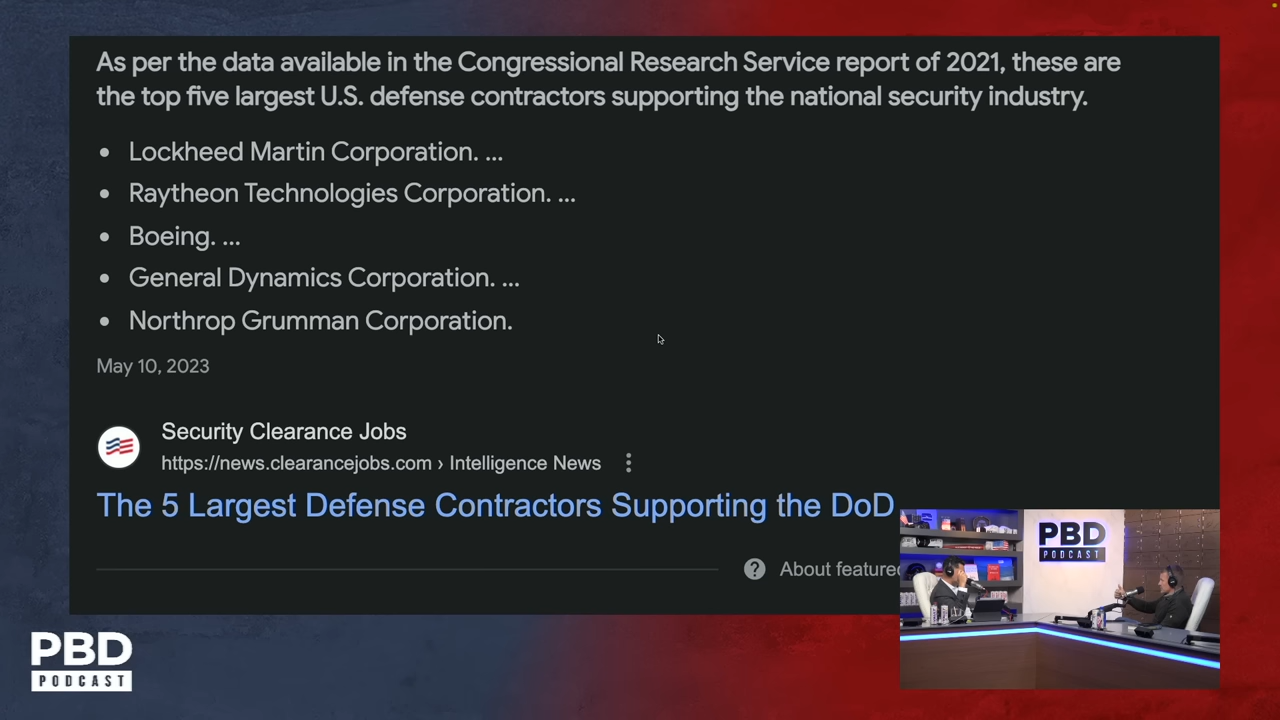 As per the data available in the Congressional Research Service report of 2021, these are
the top five largest U.S. defense contractors supporting the national security industry.
• Lockheed Martin Corporation. ...
• Raytheon Technologies Corporation. ...
• Boeing. ...
• General Dynamics Corporation. ...
• Northrop Grumman Corporation.
May 10, 2023
Security Clearance Jobs
https://news.clearancejobs.com › Intelligence News
The 5 Largest Defense Contractors Supporting the DoD
? About feature
PBD
PODCAST
PBD
PODCAST